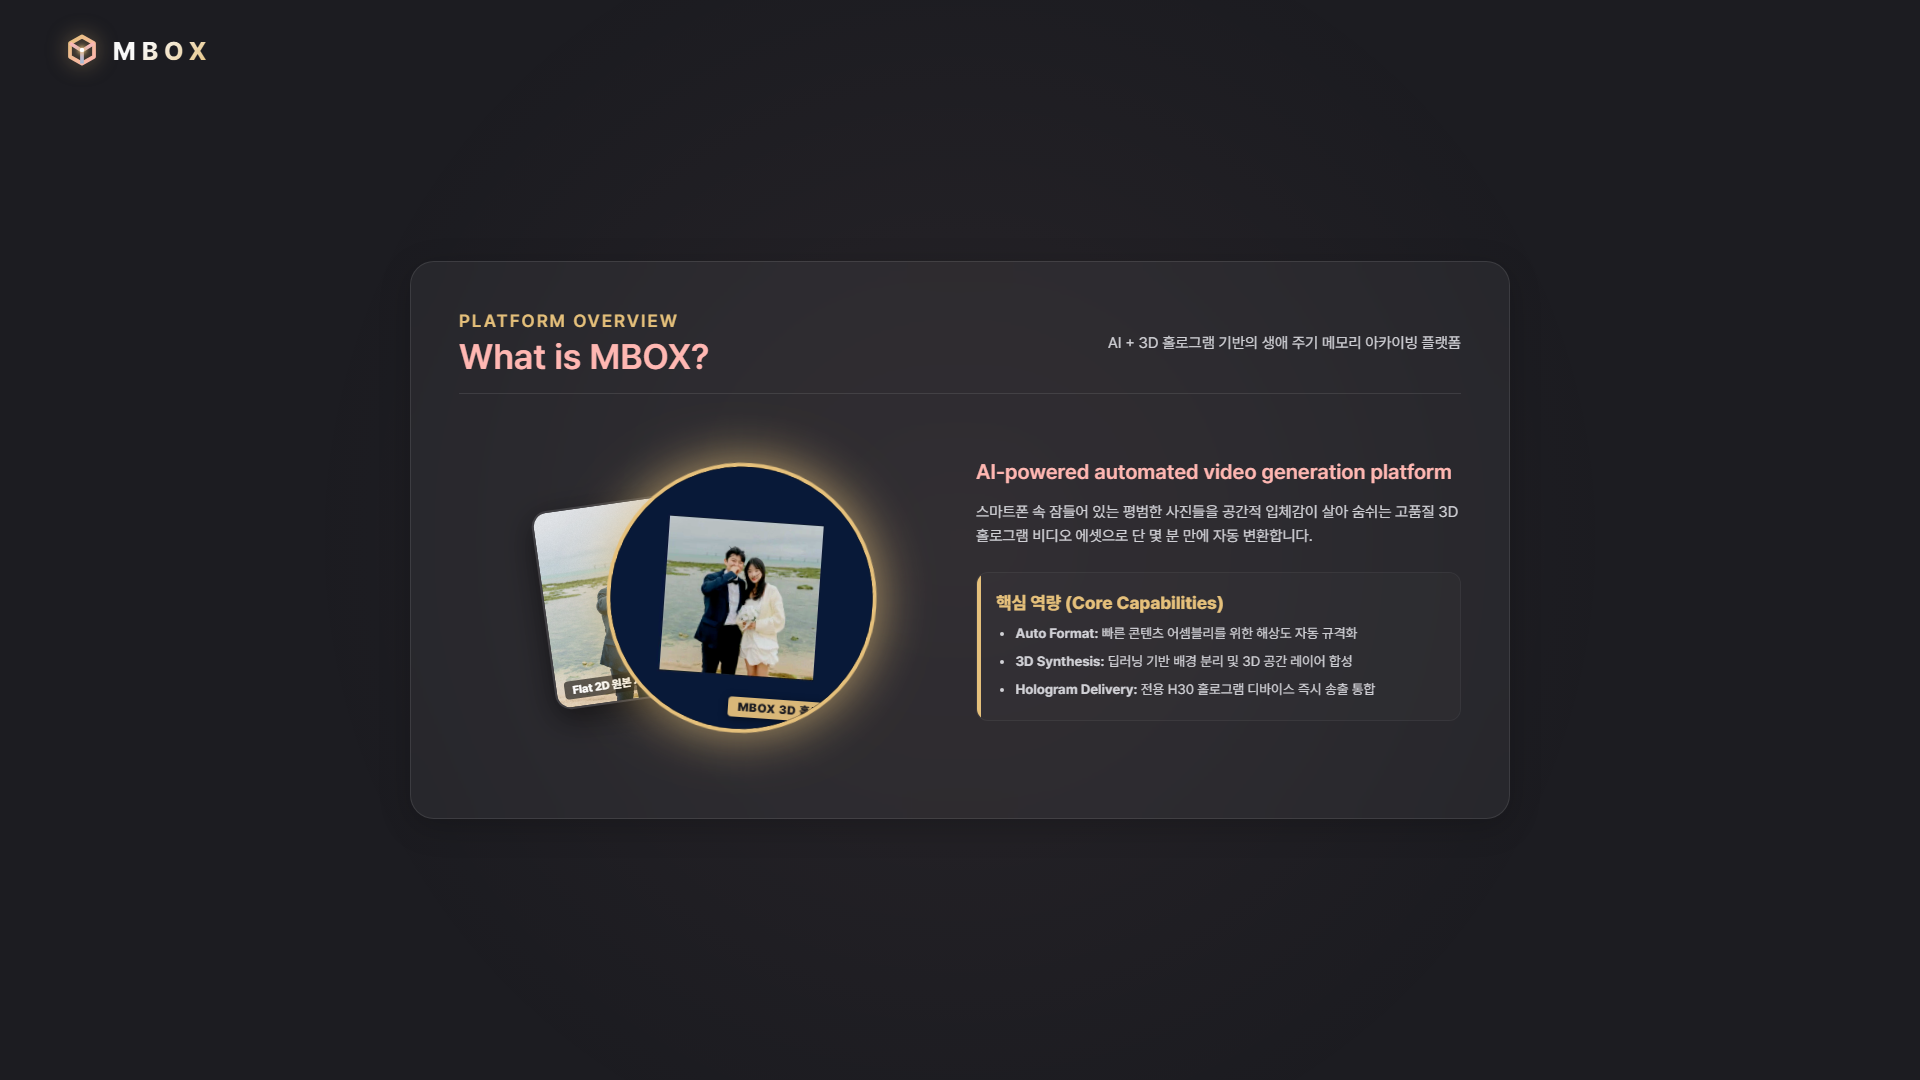 MBOX
PLATFORM OVERVIEW
What is MBOX?
AI + 3D 홀로그램 기반의 생애 주기 메모리 아카이빙 플랫폼
Flat 2D 원본
MBOX 3D
AI-powered automated video generation platform
스마트폰 속 잠들어 있는 평범한 사진들을 공간적 입체감이 살아 숨쉬는 고품질 3D
홀로그램 비디오 에셋으로 단 몇 분 만에 자동 변환합니다.
핵심 역량 (Core Capabilities)
• Auto Format: 빠른 콘텐츠 어셈블리를 위한 해상도 자동 규격화
• 3D Synthesis: 딥러닝 기반 배경 분리 및 3D 공간 레이어 합성
• Hologram Delivery: 전용 H30 홀로그램 디바이스 즉시 송출 통합